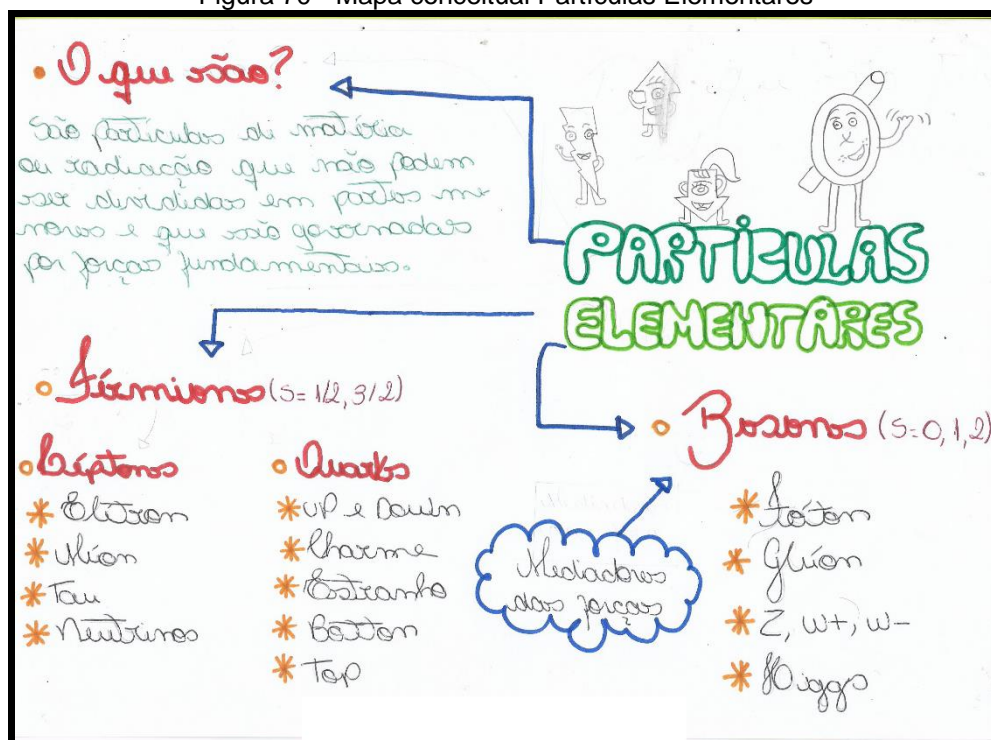 Figura 76 - Mapa conceitual Partículas Elementares
• O que são?
São partículas de matéria
ou radiação que não podem
ser divididas em partes me
nores e que são governadas
por forças fundamentais.
PARTÍCULAS
ELEMENTARES
• Férmions (S= 1/2, 3/2)
• Léptons
* Elétron
* Múon
* Tau
* Neutrinos
• Quarks
* UP e Down
* Charme
* Estranho
* Botton
* Top
Mediadores
das forças
• Bósons (S=0,1,2)
* Fóton
* Glúon
* Z, W+, W-
* Higgs